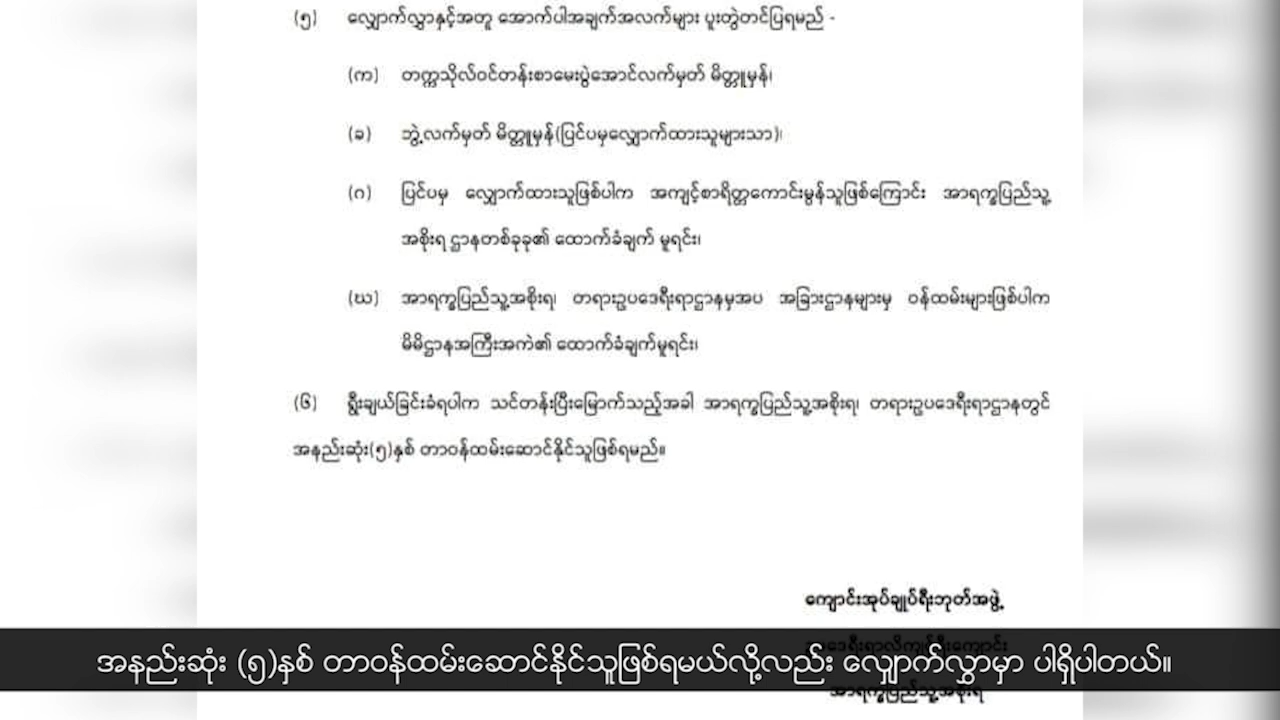 (၅) လျှောက်လွှာနှင့်အတူ အောက်ပါအချက်အလက်များ ပူးတွဲတင်ပြရမည် -
(က) တက္ကသိုလ်ဝင်တန်းစာမေးပွဲအောင်လက်မှတ် မိတ္တူမှန်၊
(ခ) ဘွဲ့လက်မှတ် မိတ္တူမှန်(ပြင်ပမှလျှောက်ထားသူများသာ)၊
(ဂ) ပြင်ပမှ လျှောက်ထားသူဖြစ်ပါက အကျင့်စာရိတ္တကောင်းမွန်သူဖြစ်ကြောင်း အာရက္ခပြည်သူ့
အစိုးရ ဌာနတစ်ခုခု၏ ထောက်ခံချက် မူရင်း၊
(ဃ) အာရက္ခပြည်သူ့အစိုးရ၊ တရားဥပဒေရီးရာဌာနမှအပ အခြားဌာနများမှ ဝန်ထမ်းများဖြစ်ပါက
မိမိဌာနအကြီးအကဲ၏ ထောက်ခံချက်မူရင်း၊
(၆) ရွီးချယ်ခြင်းခံရပါက သင်တန်းပြီးမြောက်သည့်အခါ အာရက္ခပြည်သူ့အစိုးရ၊ တရားဥပဒေရီးရာဌာနတွင်
အနည်းဆုံး(၅)နှစ် တာဝန်ထမ်းဆောင်နိုင်သူဖြစ်ရမည်။
ကျောင်းအုပ်ချုပ်ရီးဘုတ်အဖွဲ့
အနည်းဆုံး (၅)နှစ် တာဝန်ထမ်းဆောင်နိုင်သူဖြစ်ရမယ်လို့လည်း လျှောက်လွှာမှာ ပါရှိပါတယ်။
အာရက္ခပြည်သူ့အစိုးရ